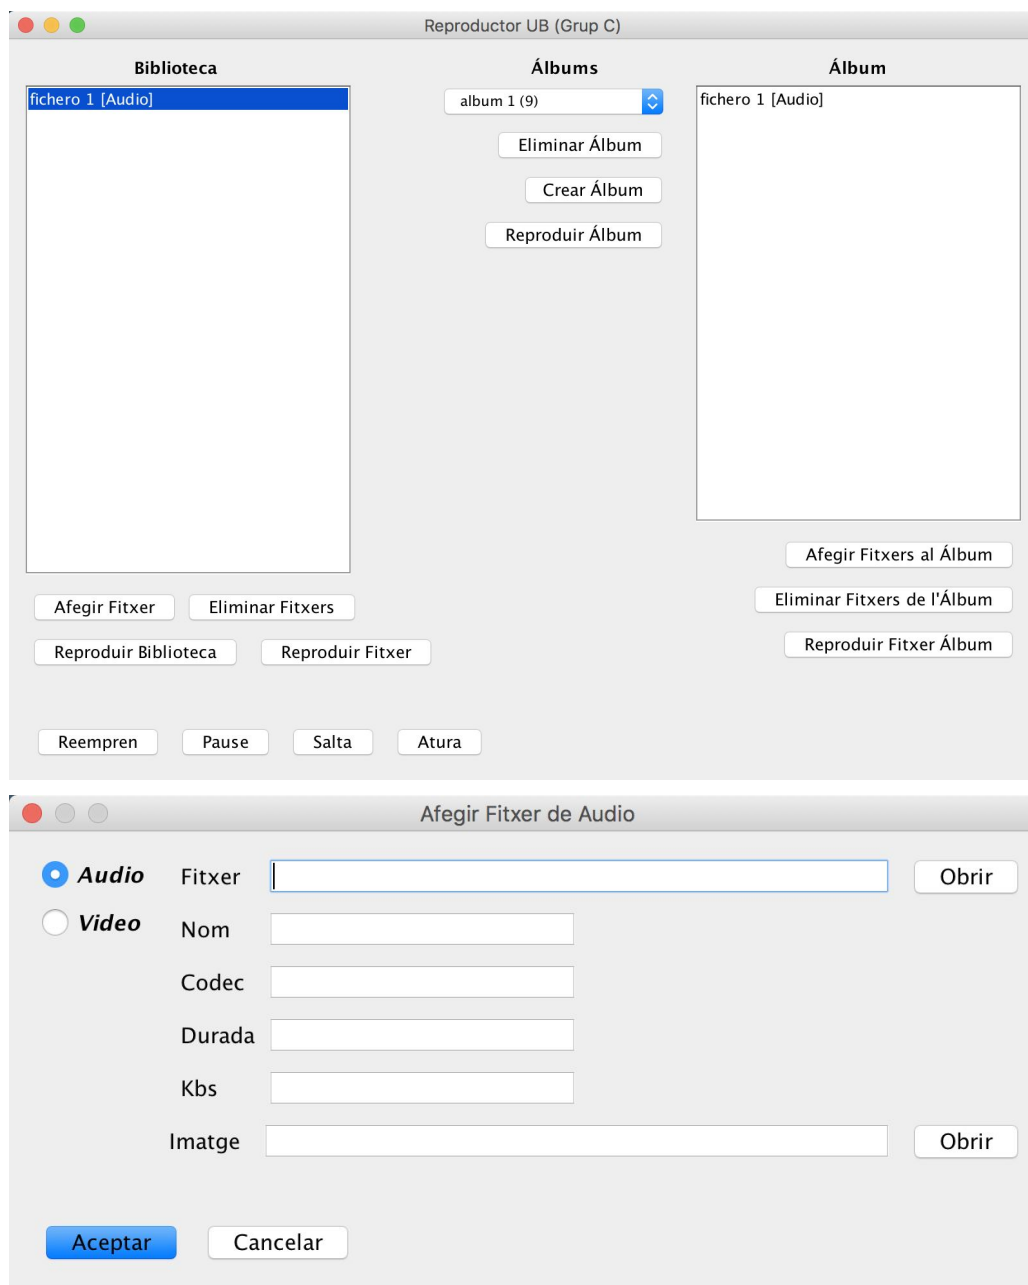 Reproductor UB (Grup C)
Biblioteca
Álbums
Álbum
fichero 1 [Audio]
album 1 (9)
fichero 1 [Audio]
Eliminar Álbum
Crear Álbum
Reproduir Álbum
Afegir Fitxers al Álbum
Afegir Fitxer
Eliminar Fitxers
Eliminar Fitxers de l'Álbum
Reproduir Biblioteca
Reproduir Fitxer
Reproduir Fitxer Álbum
Reempren
Pause
Salta
Atura
Afegir Fitxer de Audio
Audio
Fitxer
Obrir
Video
Nom
Codec
Durada
Kbs
Imatge
Obrir
Aceptar
Cancelar